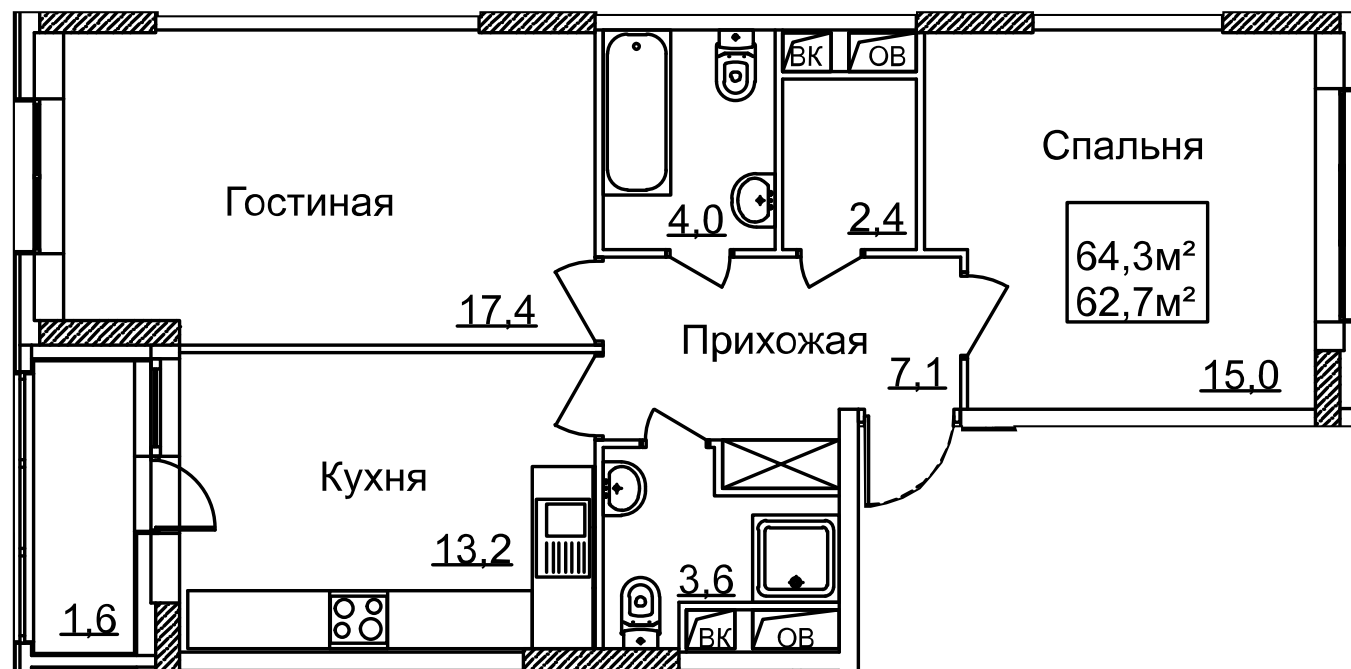 ВК
ОВ
Спальня
Гостиная
4,0
2,4
64,3м²
62,7м²
17,4
Прихожая
7,1
15,0
Кухня
13,2
3,6
1,6
ВК
ОВ